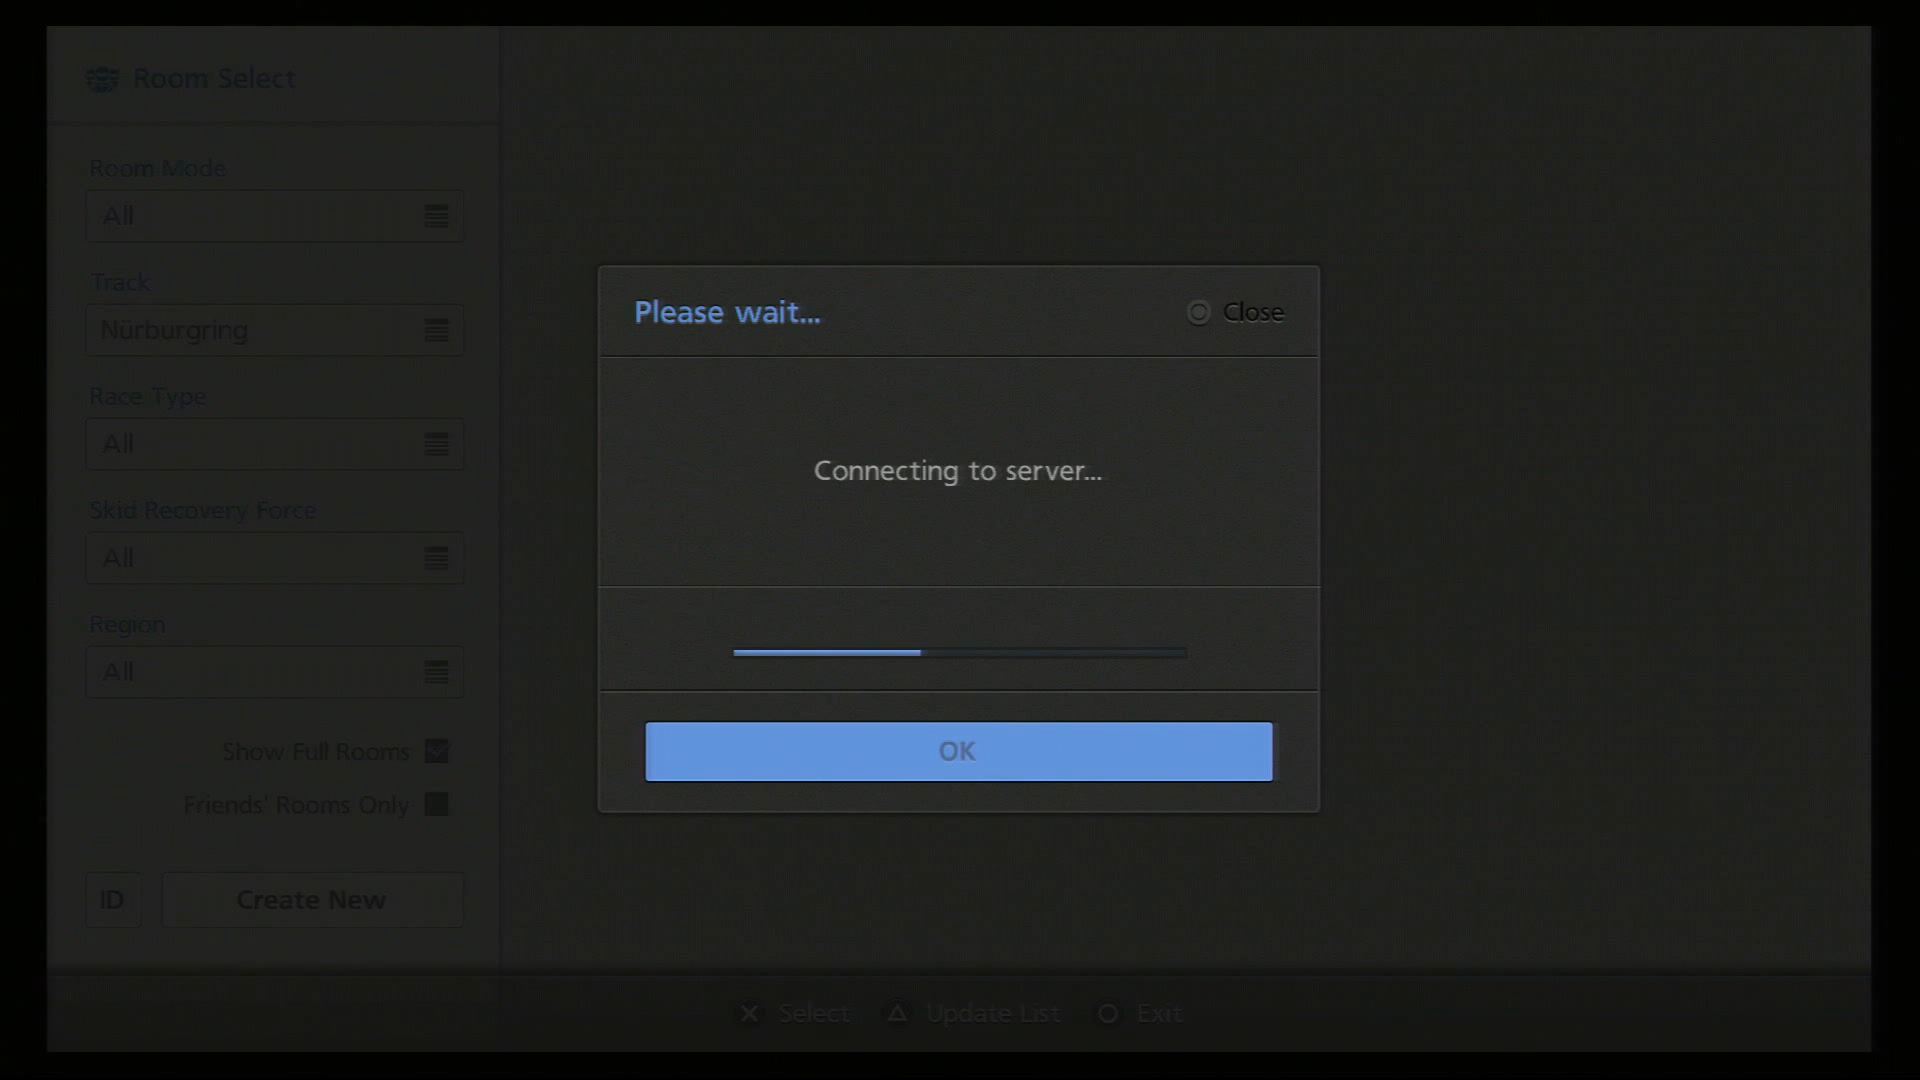 Room Select
Room Mode
All
Track
Nürburgring
Race Type
All
Skid Recovery Force
All
Region
All
Show Full Rooms
Friends' Rooms Only
ID
Create New
Please wait...
Close
Connecting to server...
OK
Select
Update List
Exit